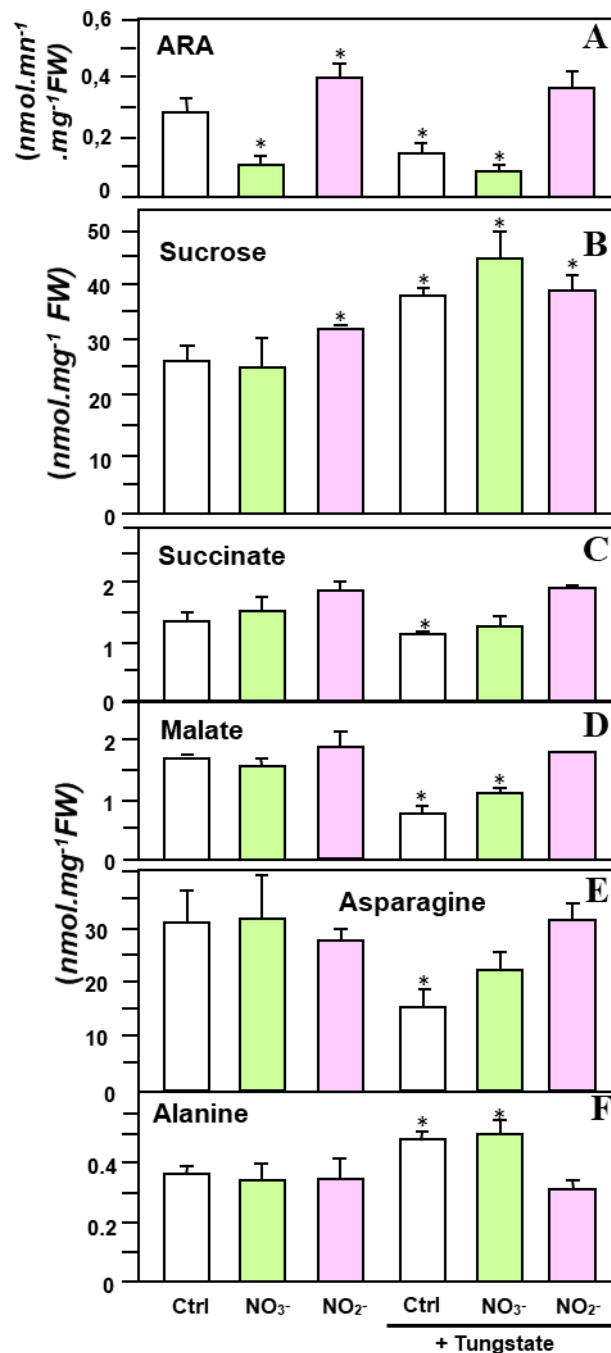 ARA
A
(nmol.mn⁻¹
.mg⁻¹FW)
0,6
0,4
0,2
0
Sucrose
B
(nmol.mg⁻¹ FW)
50
40
30
20
10
0
Succinate
C
2
1
0
Malate
D
2
1
0
(nmol.mg⁻¹FW)
Asparagine
E
30
20
10
0
Alanine
F
0.4
0.2
0
Ctrl NO₃- NO₂- Ctrl NO₃- NO₂-
+ Tungstate